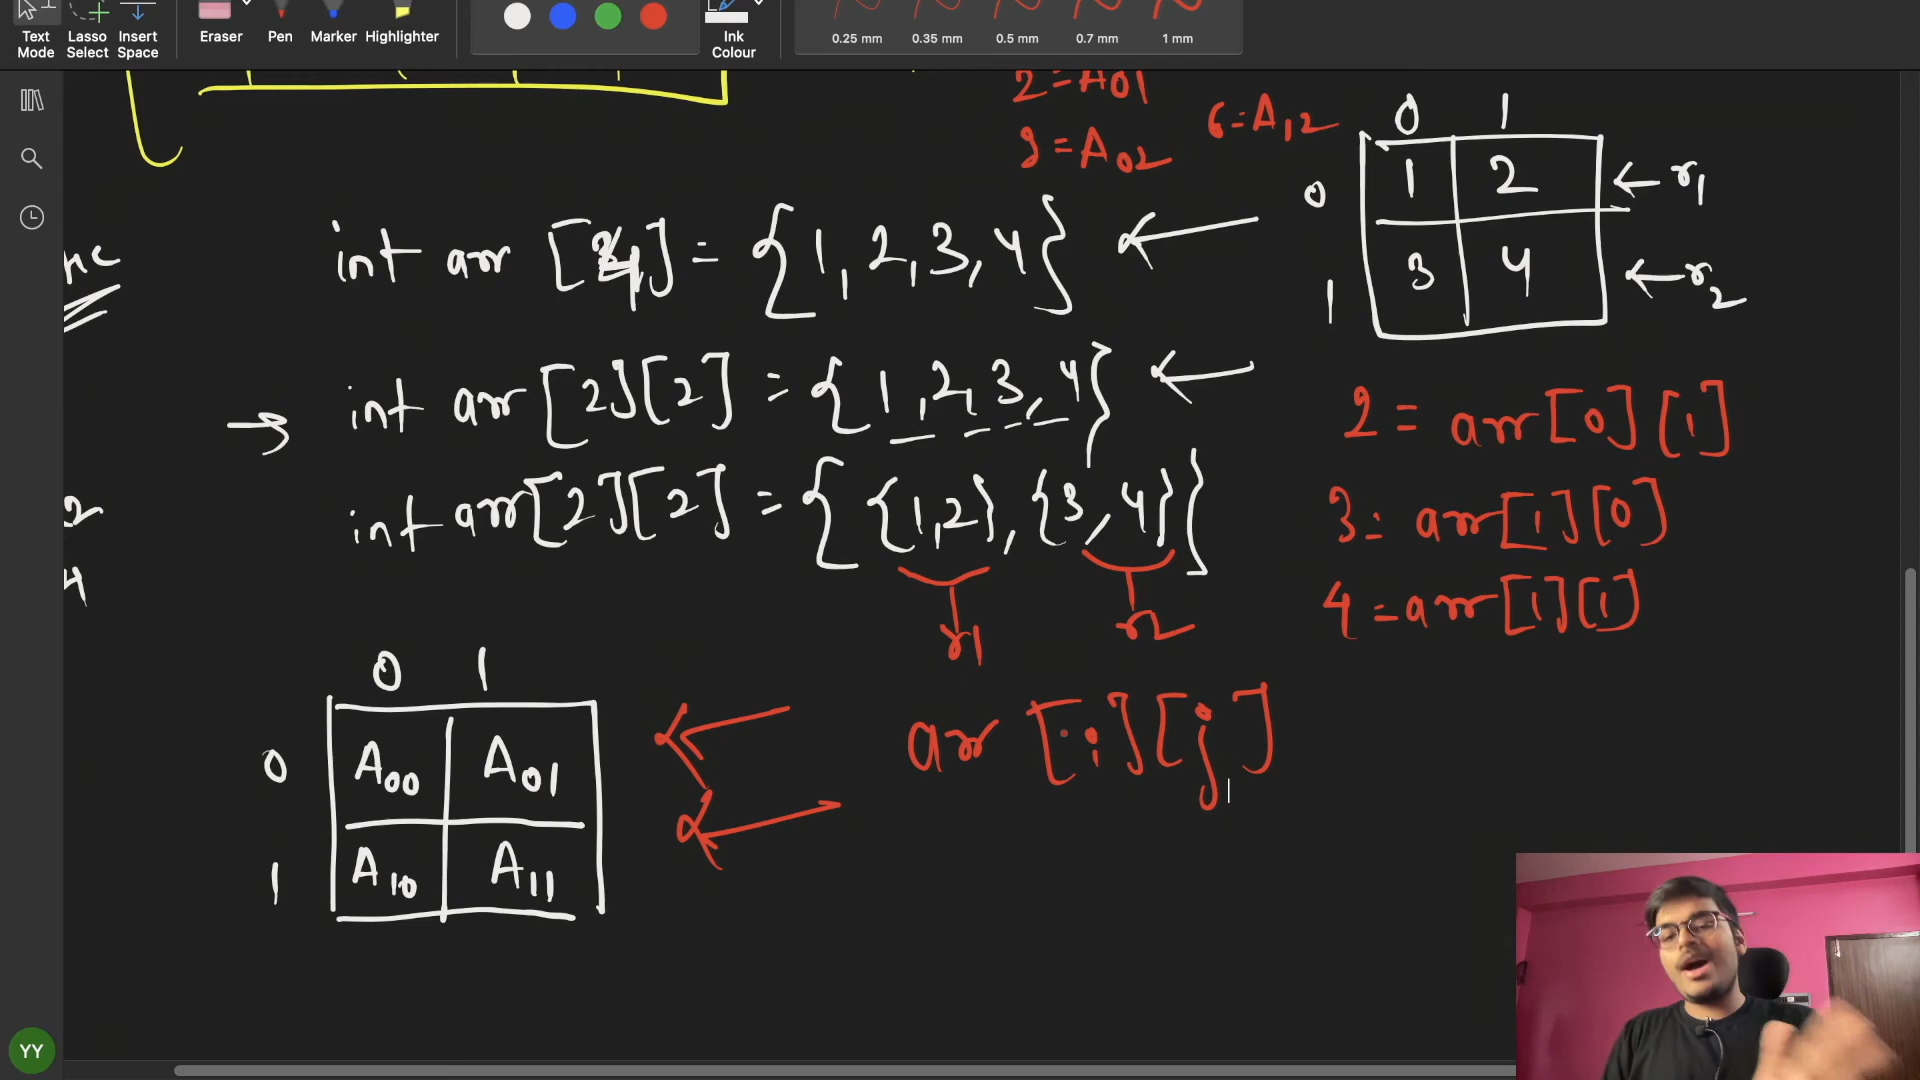 Text Mode
Lasso Select
Insert Space
Eraser
Pen
Marker
Highlighter
Ink Colour
0.25 mm
0.35 mm
0.5 mm
0.7 mm
1 mm
2 = A01
6 = A12
9 = A02
int arr [4] = {1, 2, 3, 4}
→ int arr [2][2] = {1, 2, 3, 4}
int arr [2][2] = { {1,2}, {3, 4} }
r1 r2
0 1
0 1 2 ← r1
1 3 4 ← r2
2 = arr [0] [1]
3 = arr [1] [0]
4 = arr [1] [1]
0 1
0 A00 A01
1 A10 A11
arr [i] [j]
2
4
YY